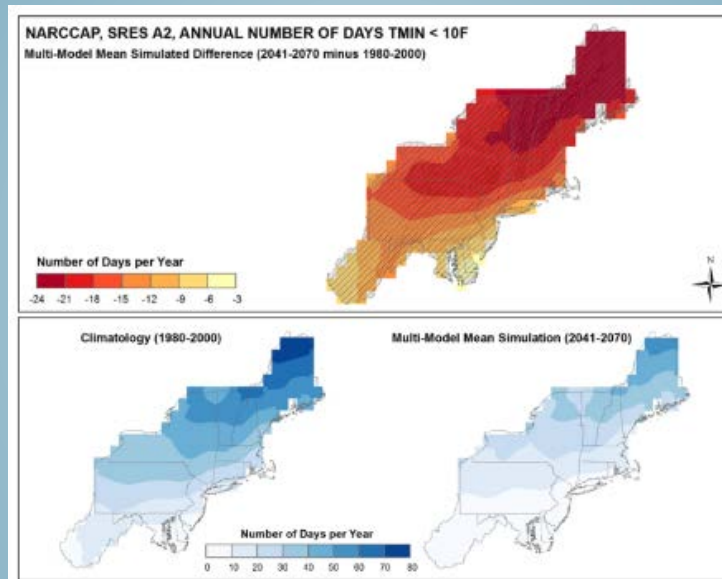 NARCCAP, SRES A2, ANNUAL NUMBER OF DAYS TMIN < 10F
Multi-Model Mean Simulated Difference (2041-2070 minus 1980-2000)
Number of Days per Year
-24 -21 -18 -15 -12 -9 -6 -3
N
Climatology (1980-2000)
Multi-Model Mean Simulation (2041-2070)
Number of Days per Year
0 10 20 30 40 50 60 70 80